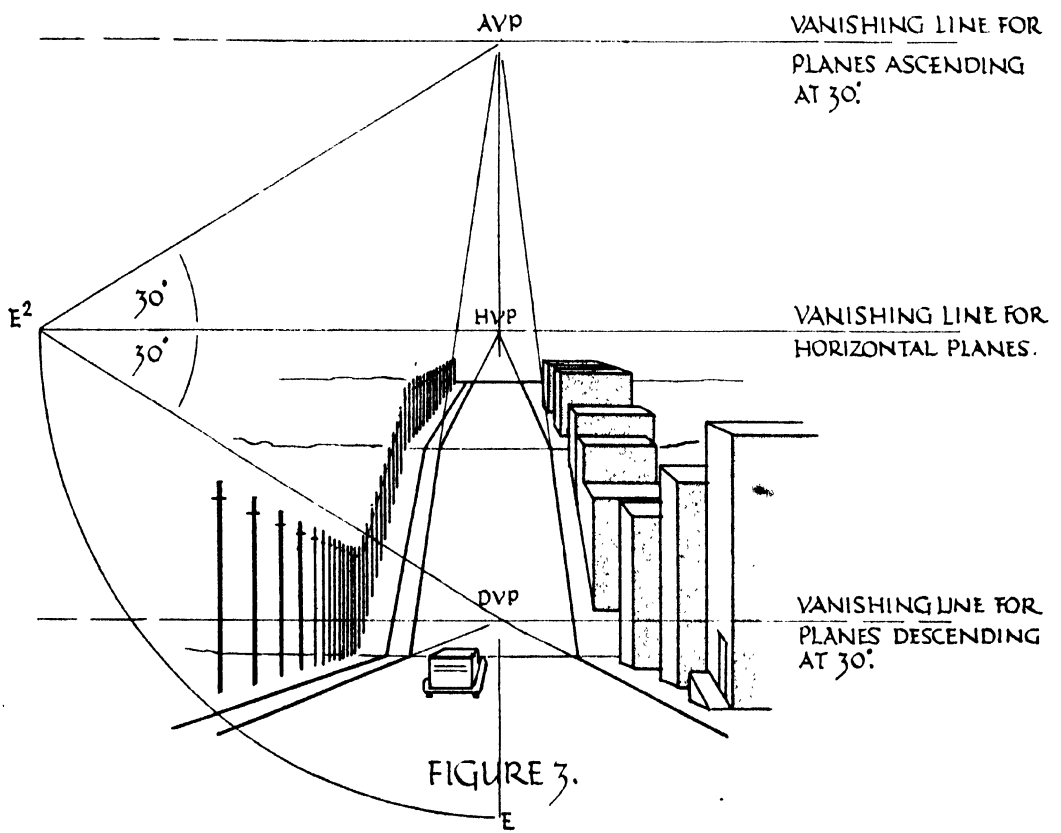 AVP
VANISHING LINE FOR
PLANES ASCENDING
AT 30°.
30°
E²
HVP
VANISHING LINE FOR
HORIZONTAL PLANES.
30°
DVP
VANISHING LINE FOR
PLANES DESCENDING
AT 30°.
FIGURE 3.
E